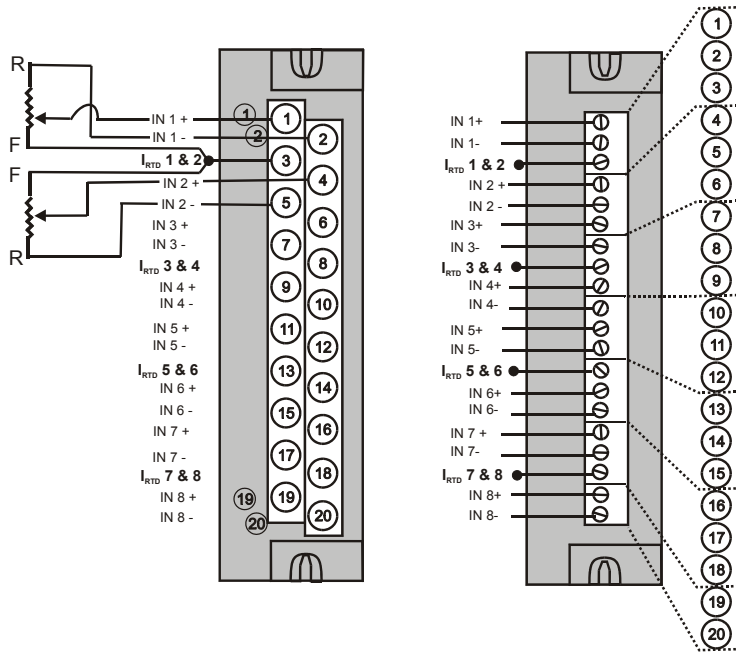 R
F
F
R
IN 1 +
IN 1 -
IRTD 1 & 2
IN 2 +
IN 2 -
IN 3 +
IN 3 -
IRTD 3 & 4
IN 4 +
IN 4 -
IN 5 +
IN 5 -
IRTD 5 & 6
IN 6 +
IN 6 -
IN 7 +
IN 7 -
IRTD 7 & 8
IN 8 +
IN 8 -
1
2
19
20
1
2
3
4
5
6
7
8
9
10
11
12
13
14
15
16
17
18
19
20
IN 1+
IN 1-
IRTD 1 & 2
IN 2 +
IN 2 -
IN 3+
IN 3-
IRTD 3 & 4
IN 4+
IN 4-
IN 5+
IN 5-
IRTD 5 & 6
IN 6+
IN 6-
IN 7 +
IN 7-
IRTD 7 & 8
IN 8+
IN 8-
1
2
3
4
5
6
7
8
9
10
11
12
13
14
15
16
17
18
19
20